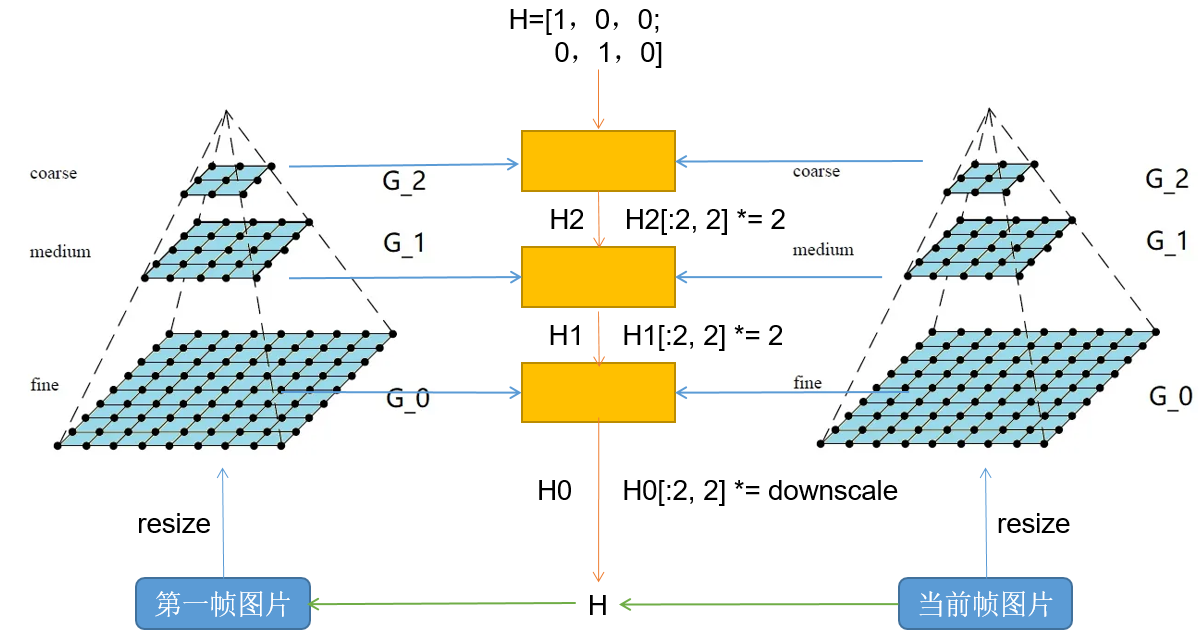 H=[1，0，0;
0，1，0]
coarse
G_2
coarse
G_2
H2
H2[:2, 2] *= 2
medium
G_1
medium
G_1
H1
H1[:2, 2] *= 2
fine
G_0
fine
G_0
H0
H0[:2, 2] *= downscale
resize
resize
第一帧图片
H
当前帧图片